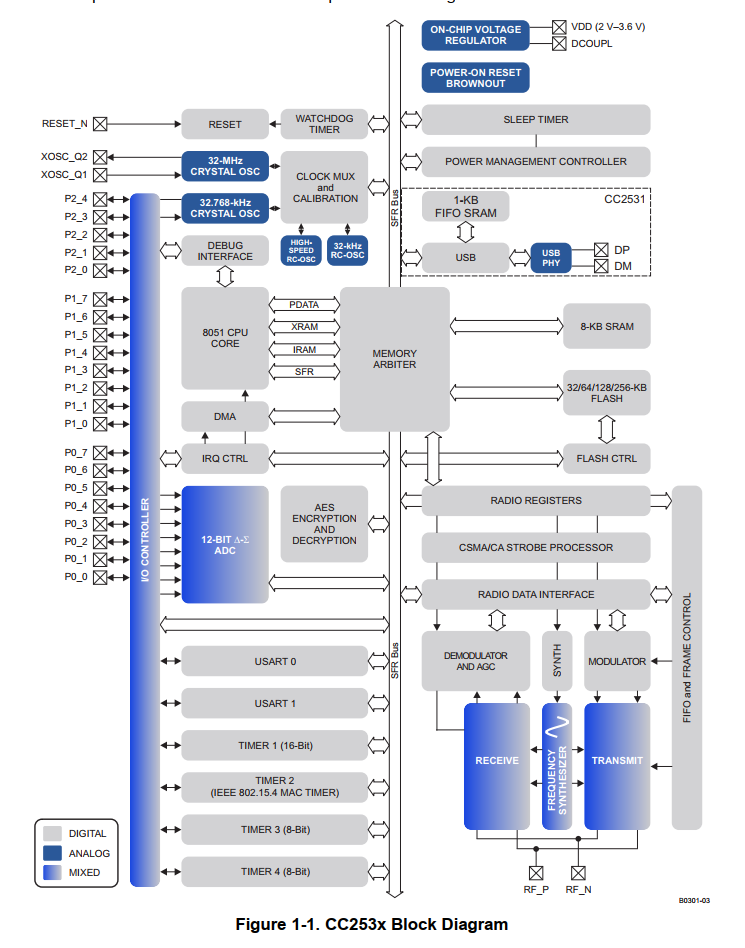 ON-CHIP VOLTAGE
REGULATOR
VDD (2 V–3.6 V)
DCOUPL
POWER-ON RESET
BROWNOUT
RESET_N
RESET
WATCHDOG
TIMER
SLEEP TIMER
XOSC_Q2
XOSC_Q1
32-MHz
CRYSTAL OSC
CLOCK MUX
and
CALIBRATION
POWER MANAGEMENT CONTROLLER
32.768-kHz
CRYSTAL OSC
SFR Bus
CC2531
1-KB
FIFO SRAM
P2_4
P2_3
P2_2
P2_1
P2_0
DEBUG
INTERFACE
HIGH-
SPEED
RC-OSC
32-kHz
RC-OSC
USB
USB
PHY
DP
DM
P1_7
P1_6
P1_5
P1_4
P1_3
P1_2
P1_1
P1_0
8051 CPU
CORE
PDATA
XRAM
IRAM
SFR
MEMORY
ARBITER
8-KB SRAM
32/64/128/256-KB
FLASH
DMA
IRQ CTRL
FLASH CTRL
P0_7
P0_6
P0_5
P0_4
P0_3
P0_2
P0_1
P0_0
I/O CONTROLLER
12-BIT Δ-Σ
ADC
AES
ENCRYPTION
AND
DECRYPTION
RADIO REGISTERS
CSMA/CA STROBE PROCESSOR
RADIO DATA INTERFACE
FIFO and FRAME CONTROL
SFR Bus
DEMODULATOR
AND AGC
SYNTH
MODULATOR
USART 0
USART 1
TIMER 1 (16-Bit)
TIMER 2
(IEEE 802.15.4 MAC TIMER)
TIMER 3 (8-Bit)
TIMER 4 (8-Bit)
RECEIVE
FREQUENCY
SYNTHESIZER
TRANSMIT
RF_P
RF_N
DIGITAL
ANALOG
MIXED
B0301-03
Figure 1-1. CC253x Block Diagram